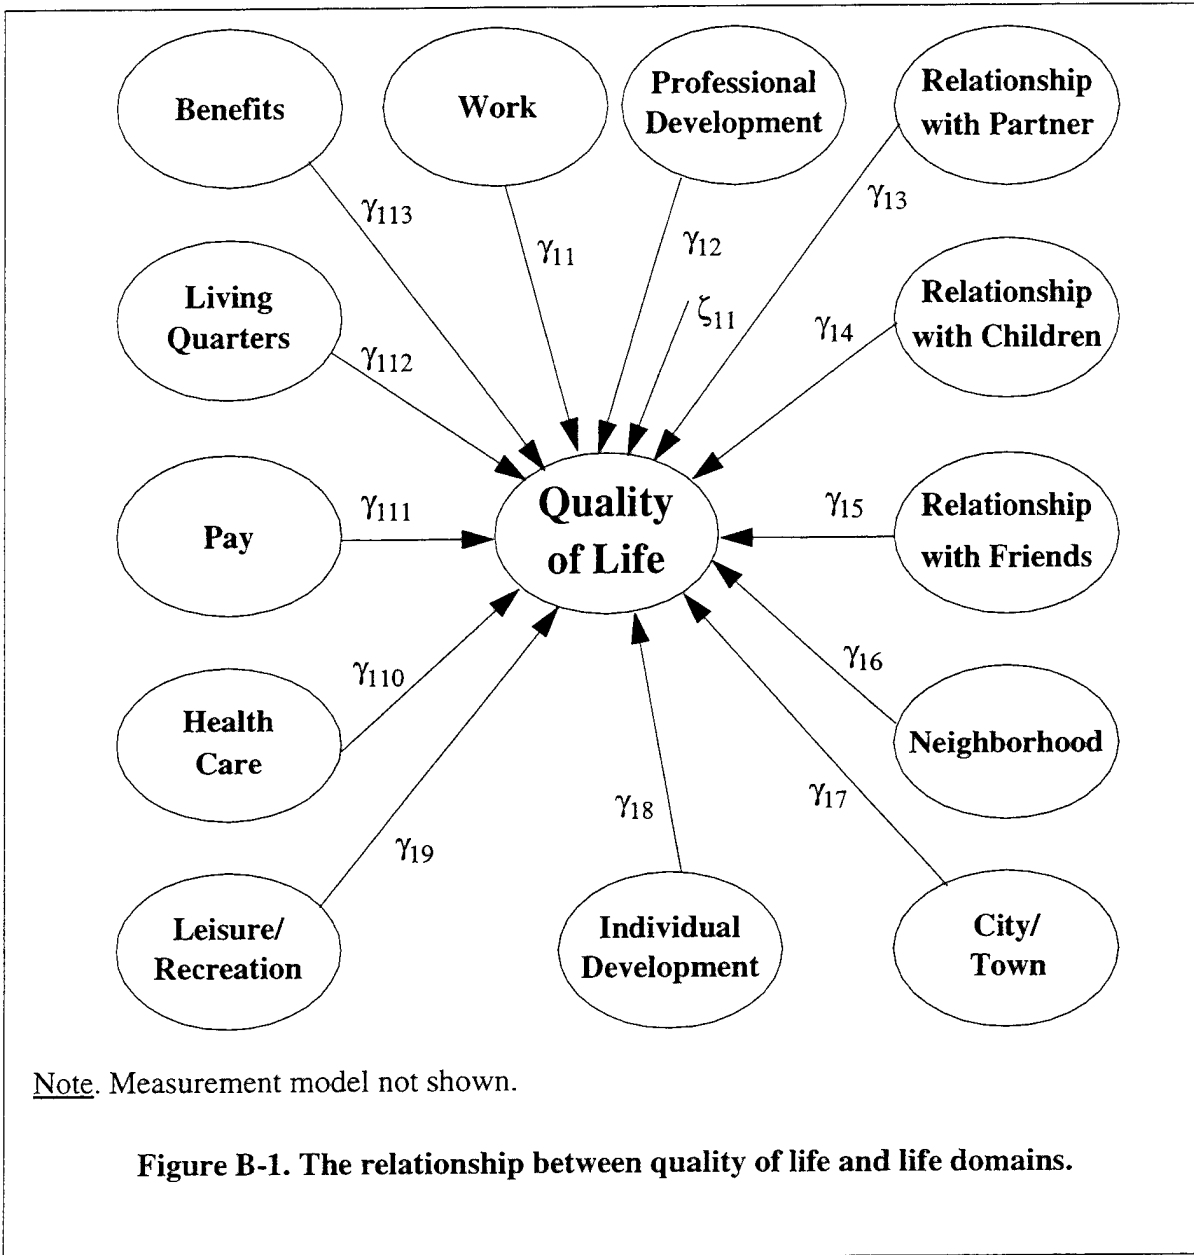 Benefits
Work
Professional
Development
Relationship
with Partner
γ113
γ11
γ12
γ13
Living
Quarters
γ112
ζ11
γ14
Relationship
with Children
Pay
γ111
Quality
of Life
γ15
Relationship
with Friends
Health
Care
γ110
γ16
Neighborhood
γ19
γ18
γ17
Leisure/
Recreation
Individual
Development
City/
Town
Note. Measurement model not shown.
Figure B-1. The relationship between quality of life and life domains.